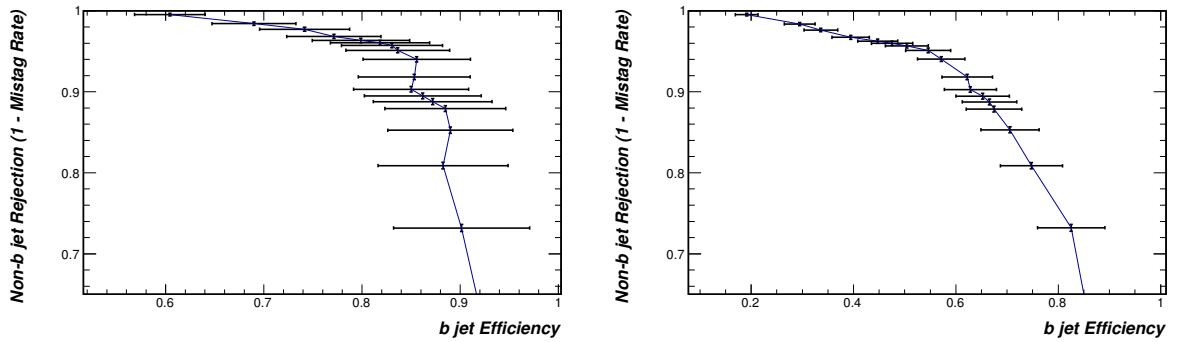 Non-b jet Rejection (1 - Mistag Rate)
1
0.9
0.8
0.7
0.6 0.7 0.8 0.9 1
b jet Efficiency
Non-b jet Rejection (1 - Mistag Rate)
1
0.9
0.8
0.7
0.2 0.4 0.6 0.8 1
b jet Efficiency